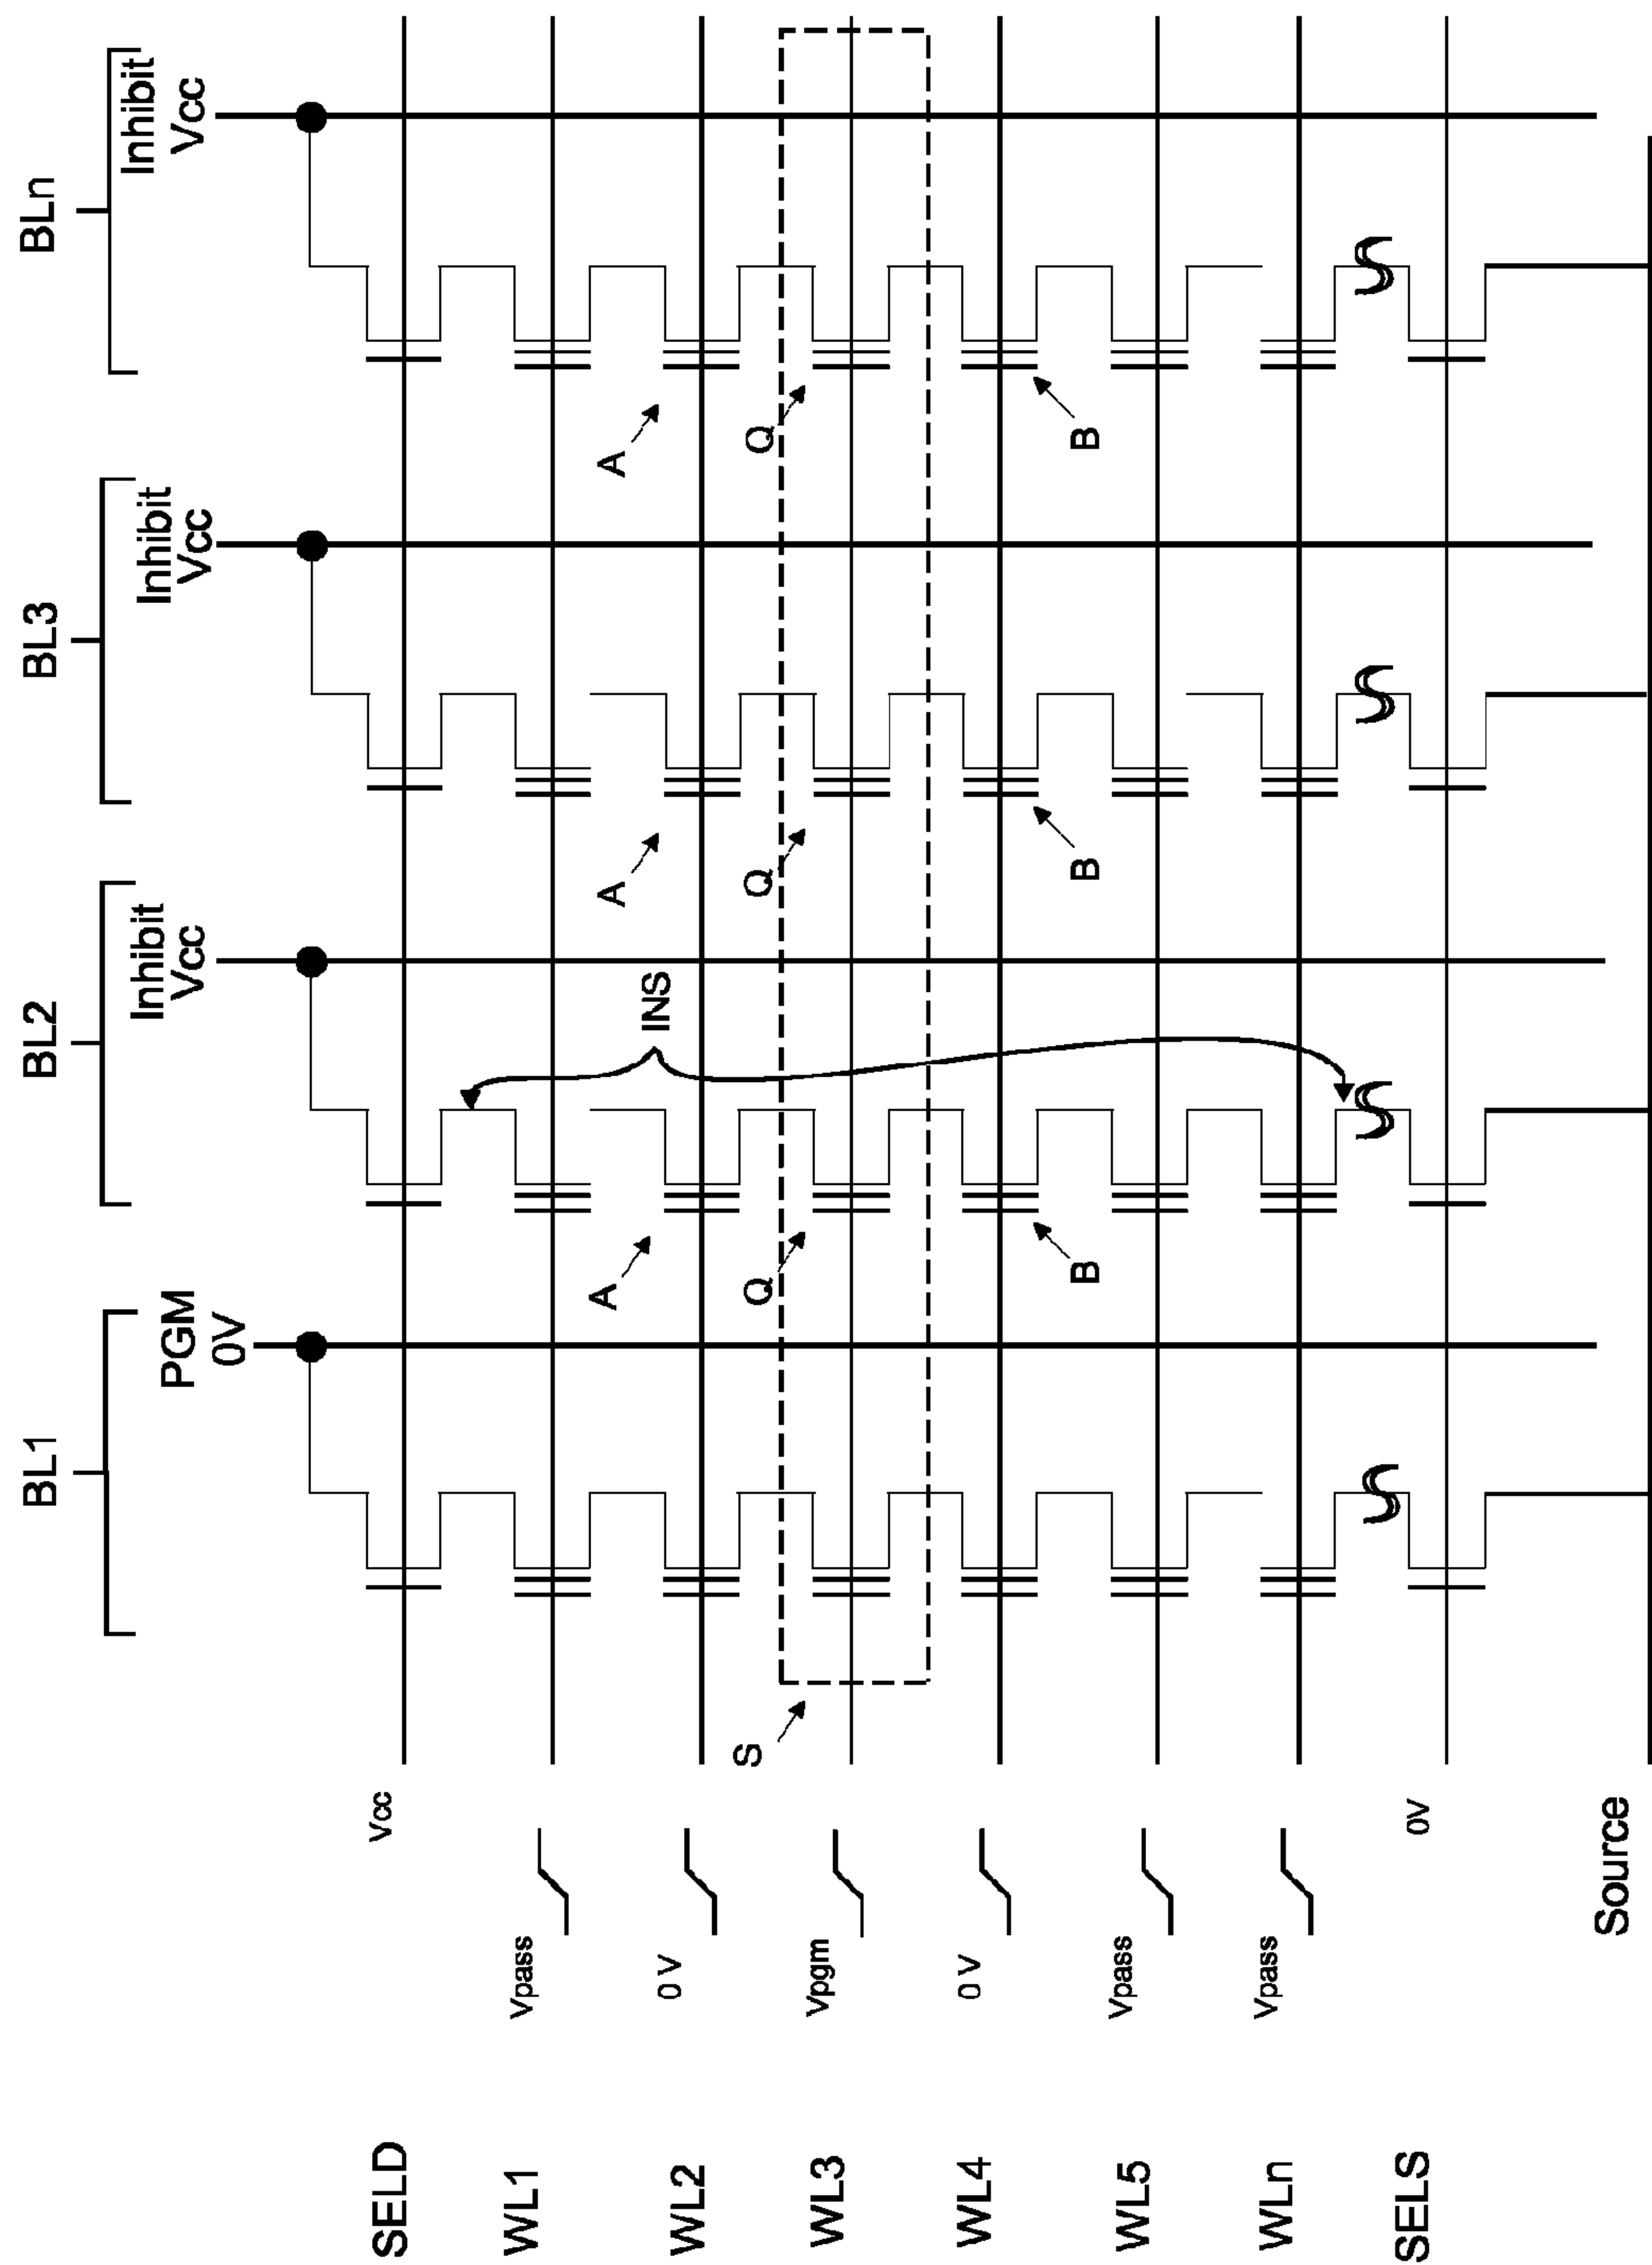 BL1
BL2
BL3
BLn
PGM
0V
Inhibit
Vcc
Inhibit
Vcc
Inhibit
Vcc
SELD
Vcc
WL1
Vpass
WL2
0 V
A
INS
A
A
S
Q
Q
Q
WL3
Vpgm
WL4
0 V
B
B
B
WL5
Vpass
WLn
Vpass
SELS
0V
Source